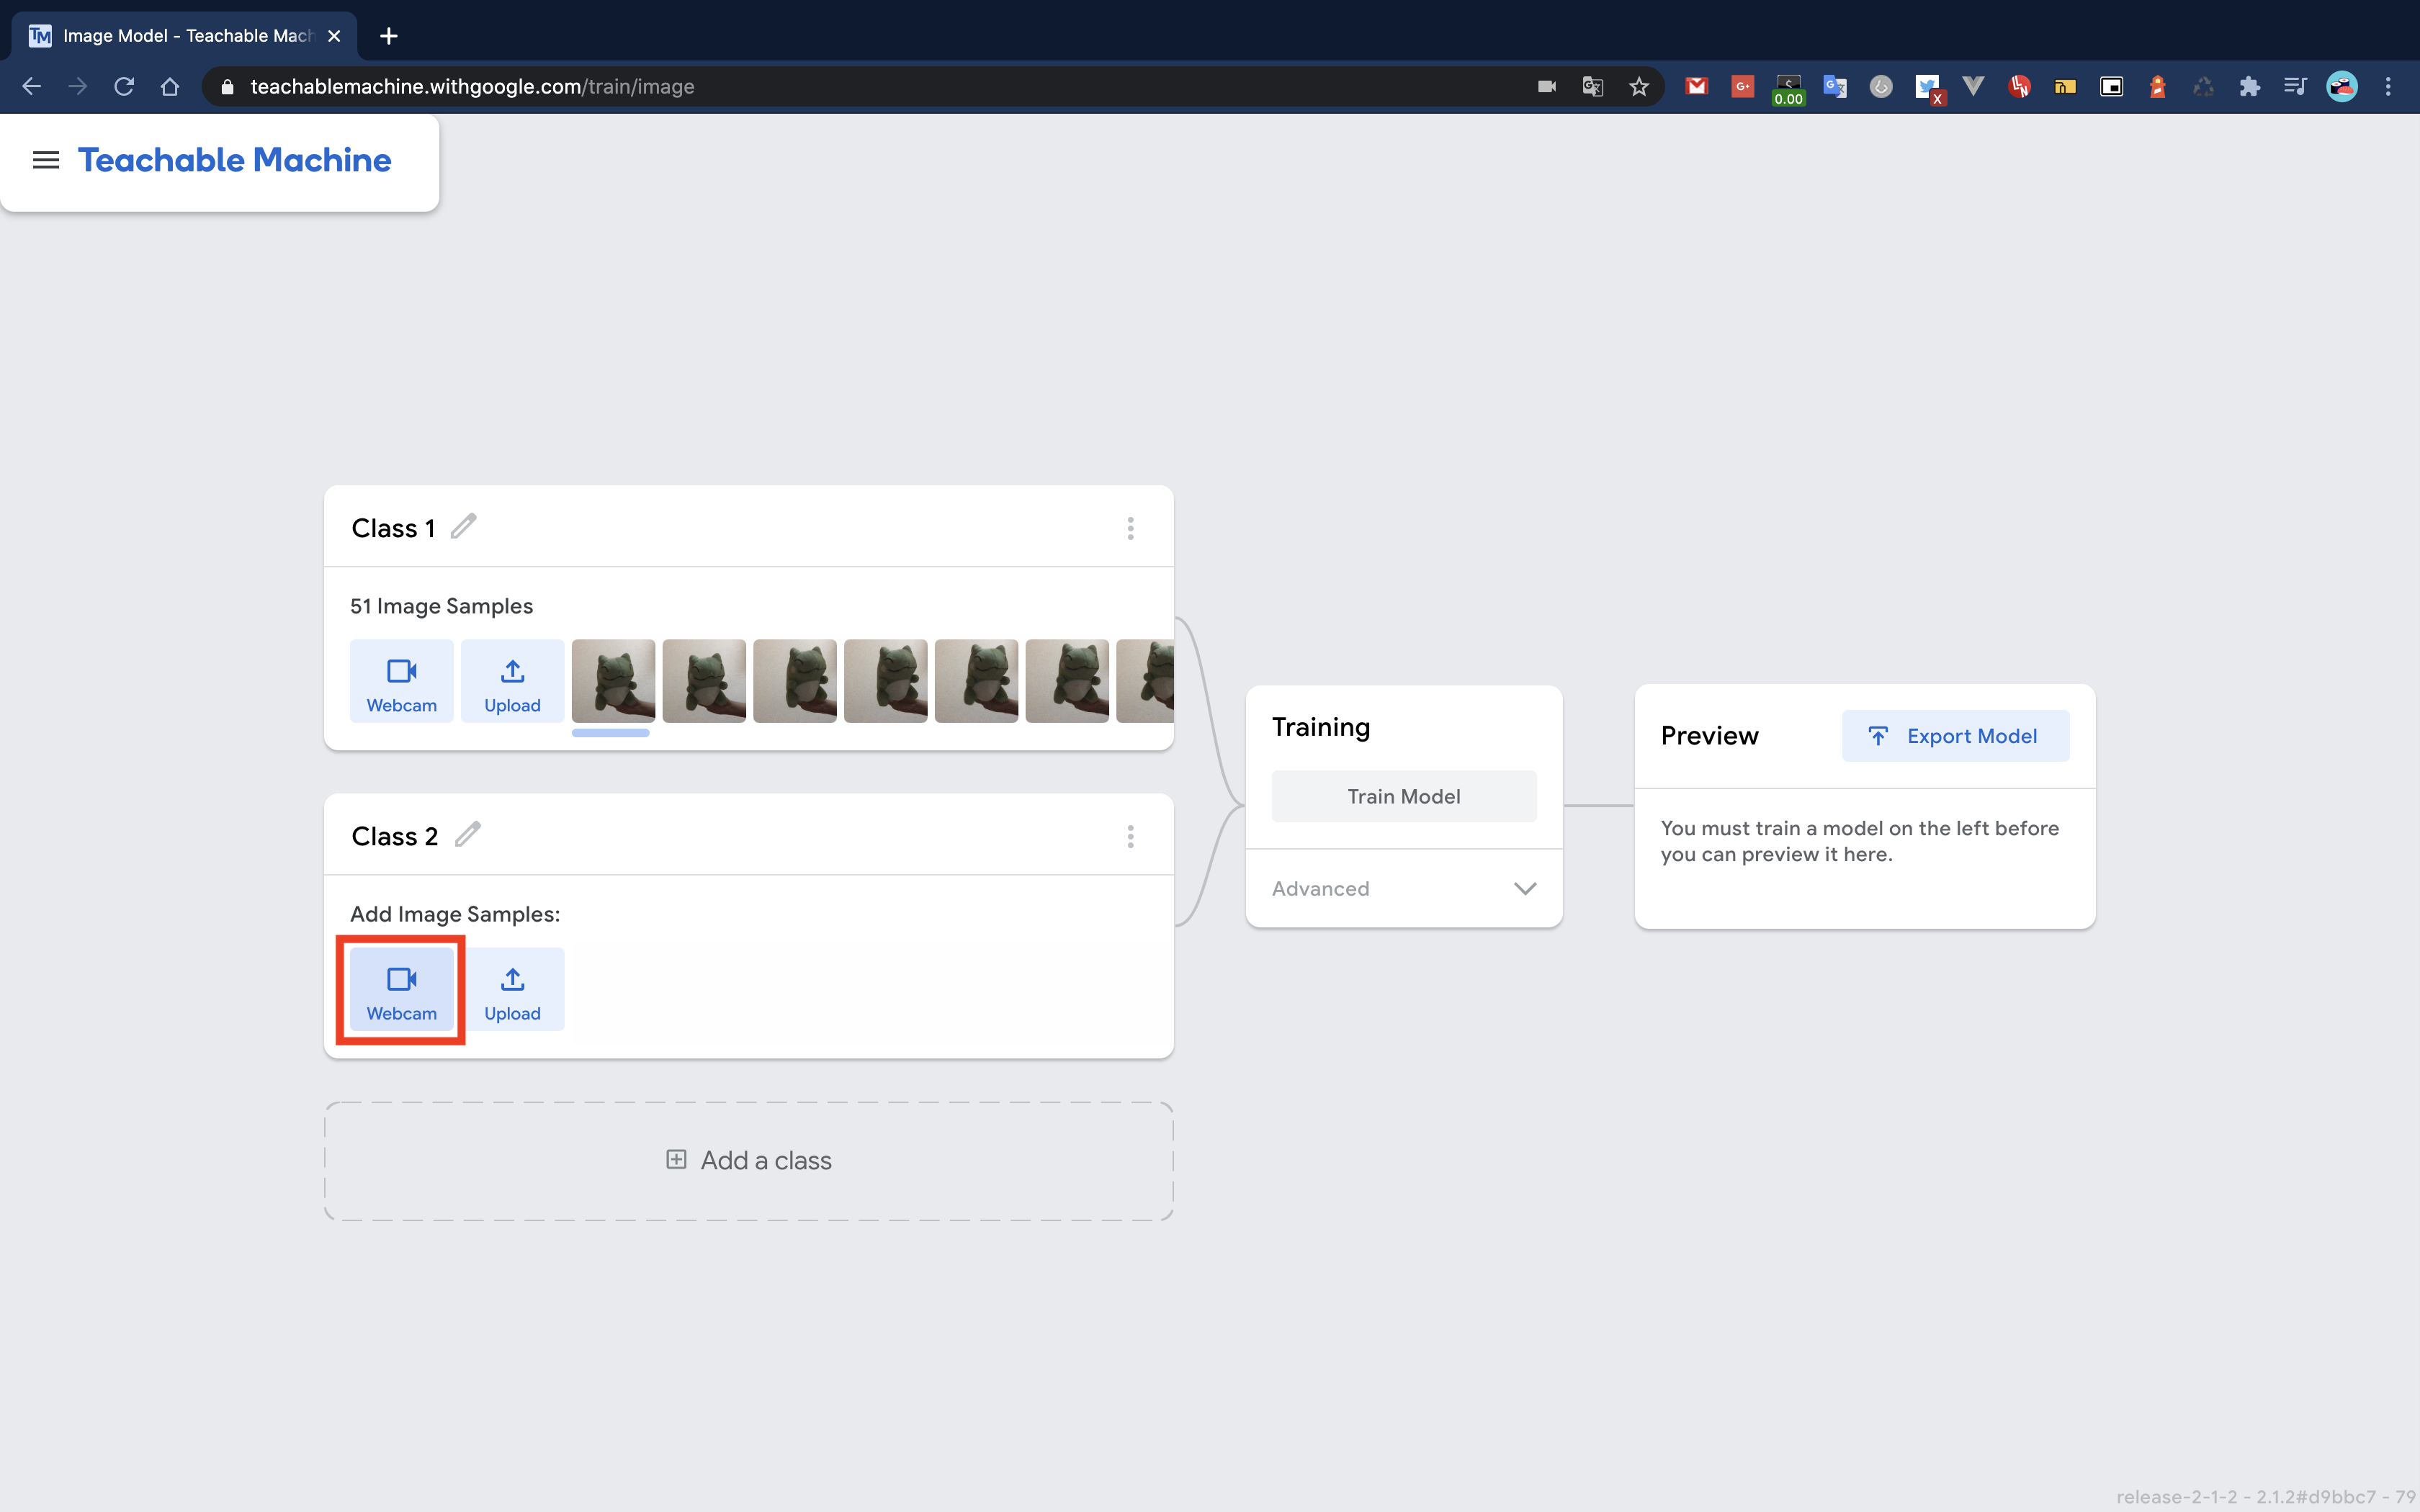 TM Image Model - Teachable Mach
teachablemachine.withgoogle.com/train/image
0.00
Teachable Machine
Class 1
51 Image Samples
Webcam
Upload
Class 2
Add Image Samples:
Webcam
Upload
Add a class
Training
Train Model
Advanced
Preview
Export Model
You must train a model on the left before
you can preview it here.
release-2-1-2 - 2.1.2#d9bbc7 - 79